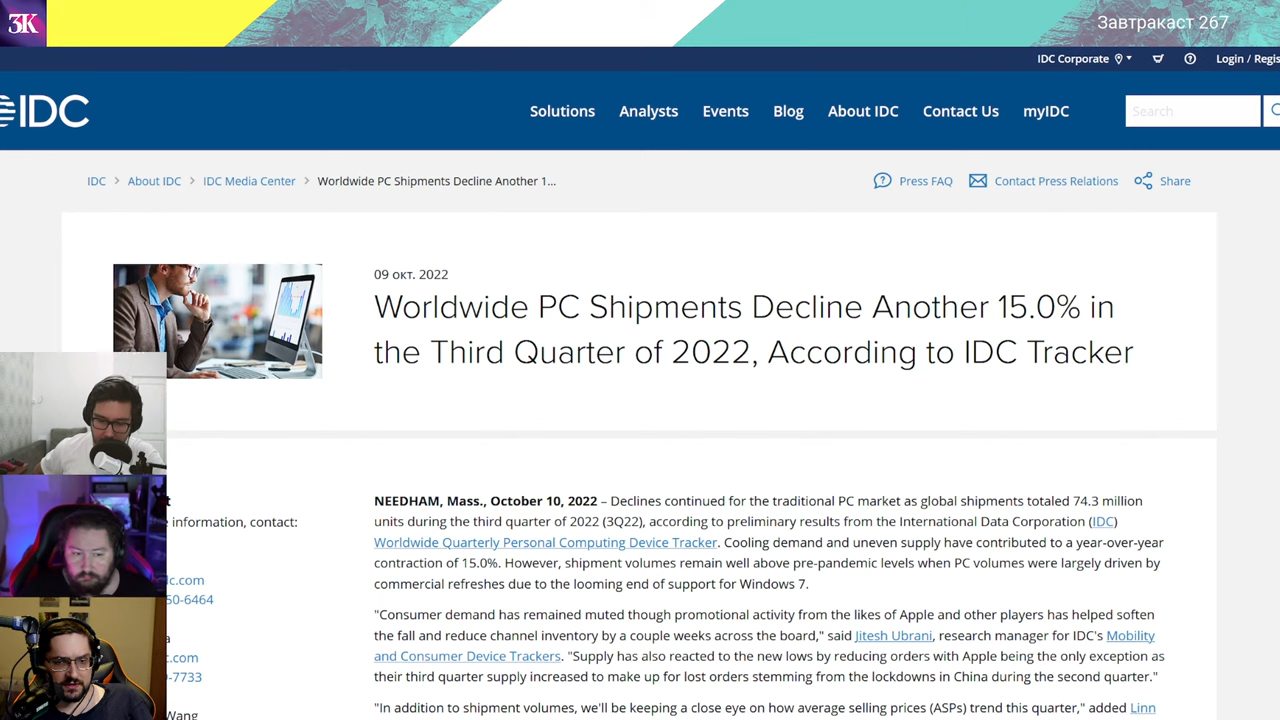 3K
Завтракаст 267
IDC Corporate
Login / Regis
IDC
Solutions
Analysts
Events
Blog
About IDC
Contact Us
myIDC
Search
IDC > About IDC > IDC Media Center > Worldwide PC Shipments Decline Another 1...
Press FAQ
Contact Press Relations
Share
09 окт. 2022
Worldwide PC Shipments Decline Another 15.0% in
the Third Quarter of 2022, According to IDC Tracker
t
e information, contact:
dc.com
50-6464
a
c.com
9-7733
Wang
NEEDHAM, Mass., October 10, 2022 – Declines continued for the traditional PC market as global shipments totaled 74.3 million
units during the third quarter of 2022 (3Q22), according to preliminary results from the International Data Corporation (IDC)
Worldwide Quarterly Personal Computing Device Tracker. Cooling demand and uneven supply have contributed to a year-over-year
contraction of 15.0%. However, shipment volumes remain well above pre-pandemic levels when PC volumes were largely driven by
commercial refreshes due to the looming end of support for Windows 7.
"Consumer demand has remained muted though promotional activity from the likes of Apple and other players has helped soften
the fall and reduce channel inventory by a couple weeks across the board," said Jitesh Ubrani, research manager for IDC's Mobility
and Consumer Device Trackers. "Supply has also reacted to the new lows by reducing orders with Apple being the only exception as
their third quarter supply increased to make up for lost orders stemming from the lockdowns in China during the second quarter."
"In addition to shipment volumes, we'll be keeping a close eye on how average selling prices (ASPs) trend this quarter," added Linn